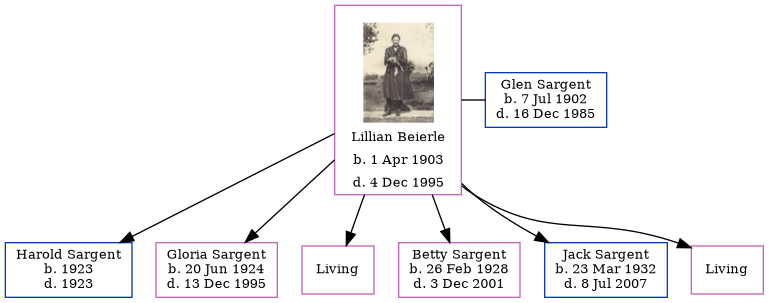 Lillian Beierle
b. 1 Apr 1903
d. 4 Dec 1995
Glen Sargent
b. 7 Jul 1902
d. 16 Dec 1985
Harold Sargent
b. 1923
d. 1923
Gloria Sargent
b. 20 Jun 1924
d. 13 Dec 1995
Living
Betty Sargent
b. 26 Feb 1928
d. 3 Dec 2001
Jack Sargent
b. 23 Mar 1932
d. 8 Jul 2007
Living